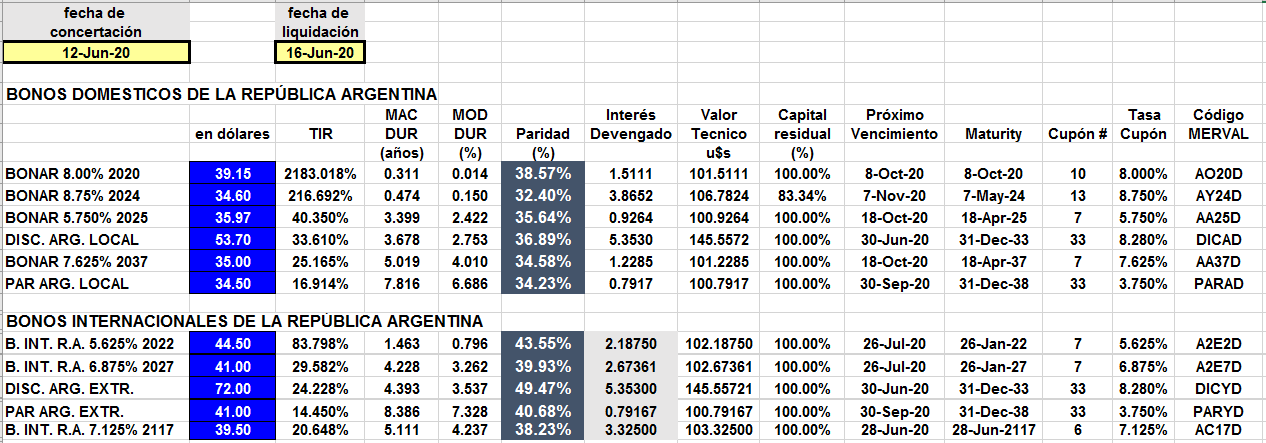 fecha de fecha de
concertación liquidación
12-Jun-20 16-Jun-20
BONOS DOMESTICOS DE LA REPÚBLICA ARGENTINA
MAC MOD Interés Valor Capital Próximo Tasa Código
en dólares TIR DUR DUR Paridad Devengado Tecnico residual Vencimiento Maturity Cupón # Cupón MERVAL
(años) (%) (%) u$s (%)
BONAR 8.00% 2020 39.15 2183.018% 0.311 0.014 38.57% 1.5111 101.5111 100.00% 8-Oct-20 8-Oct-20 10 8.000% AO20D
BONAR 8.75% 2024 34.60 216.692% 0.474 0.150 32.40% 3.8652 106.7824 83.34% 7-Nov-20 7-May-24 13 8.750% AY24D
BONAR 5.750% 2025 35.97 40.350% 3.399 2.422 35.64% 0.9264 100.9264 100.00% 18-Oct-20 18-Apr-25 7 5.750% AA25D
DISC. ARG. LOCAL 53.70 33.610% 3.678 2.753 36.89% 5.3530 145.5572 100.00% 30-Jun-20 31-Dec-33 33 8.280% DICAD
BONAR 7.625% 2037 35.00 25.165% 5.019 4.010 34.58% 1.2285 101.2285 100.00% 18-Oct-20 18-Apr-37 7 7.625% AA37D
PAR ARG. LOCAL 34.50 16.914% 7.816 6.686 34.23% 0.7917 100.7917 100.00% 30-Sep-20 31-Dec-38 33 3.750% PARAD
BONOS INTERNACIONALES DE LA REPÚBLICA ARGENTINA
B. INT. R.A. 5.625% 2022 44.50 83.798% 1.463 0.796 43.55% 2.18750 102.18750 100.00% 26-Jul-20 26-Jan-22 7 5.625% A2E2D
B. INT. R.A. 6.875% 2027 41.00 29.582% 4.228 3.262 39.93% 2.67361 102.67361 100.00% 26-Jul-20 26-Jan-27 7 6.875% A2E7D
DISC. ARG. EXTR. 72.00 24.228% 4.393 3.537 49.47% 5.35300 145.55721 100.00% 30-Jun-20 31-Dec-33 33 8.280% DICYD
PAR ARG. EXTR. 41.00 14.450% 8.386 7.328 40.68% 0.79167 100.79167 100.00% 30-Sep-20 31-Dec-38 33 3.750% PARYD
B. INT. R.A. 7.125% 2117 39.50 20.648% 5.111 4.237 38.23% 3.32500 103.32500 100.00% 28-Jun-20 28-Jun-2117 6 7.125% AC17D